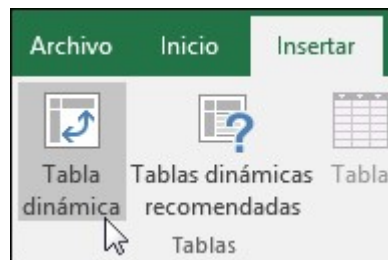 Archivo Inicio Insertar
Tabla Tablas dinámicas Tabla
dinámica recomendadas
Tablas